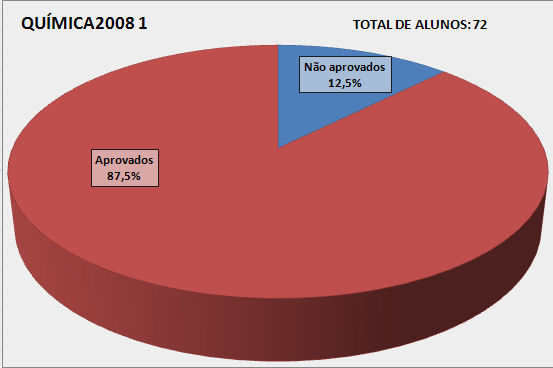 QUÍMICA2008 1
TOTAL DE ALUNOS: 72
Não aprovados
12,5%
Aprovados
87,5%